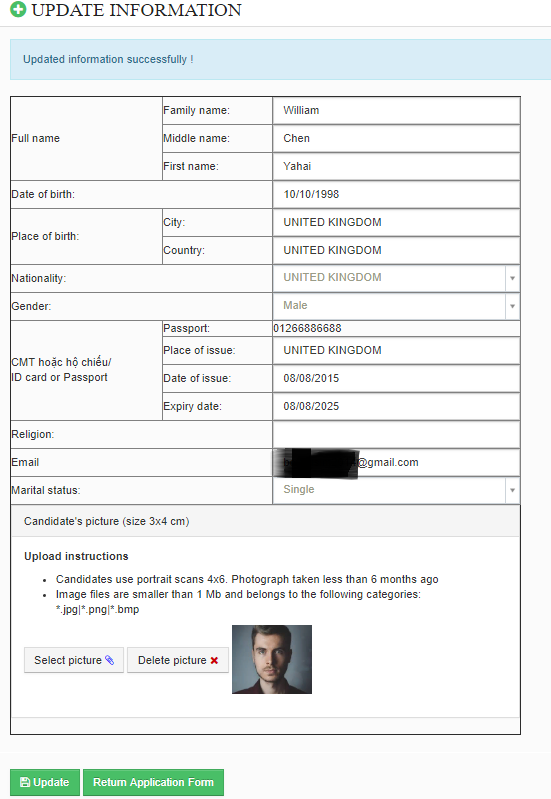 UPDATE INFORMATION
Updated information successfully !
Full name
Family name: William
Middle name: Chen
First name: Yahai
Date of birth: 10/10/1998
Place of birth:
City: UNITED KINGDOM
Country: UNITED KINGDOM
Nationality: UNITED KINGDOM
Gender: Male
CMT hoặc hộ chiếu/
ID card or Passport
Passport: 01266886688
Place of issue: UNITED KINGDOM
Date of issue: 08/08/2015
Expiry date: 08/08/2025
Religion:
Email @gmail.com
Marital status: Single
Candidate's picture (size 3x4 cm)
Upload instructions
• Candidates use portrait scans 4x6. Photograph taken less than 6 months ago
• Image files are smaller than 1 Mb and belongs to the following categories:
*.jpg|*.png|*.bmp
Select picture Delete picture
Update Return Application Form